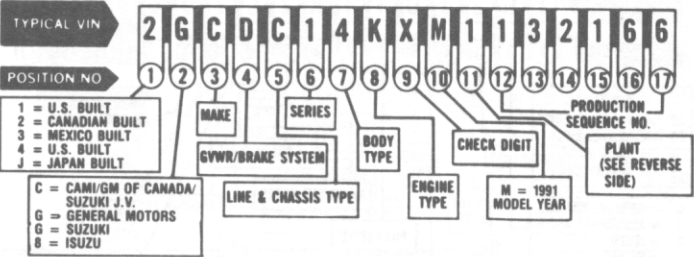 TYPICAL VIN
2 G C D C 1 4 K X M 1 1 3 2 1 6 6
POSITION NO
1 2 3 4 5 6 7 8 9 10 11 12 13 14 15 16 17
1 = U.S. BUILT
2 = CANADIAN BUILT
3 = MEXICO BUILT
4 = U.S. BUILT
J = JAPAN BUILT
C = CAMI/GM OF CANADA/
SUZUKI J.V.
G = GENERAL MOTORS
G = SUZUKI
8 = ISUZU
MAKE
GVWR/BRAKE SYSTEM
LINE & CHASSIS TYPE
SERIES
BODY
TYPE
ENGINE
TYPE
CHECK DIGIT
M = 1991
MODEL YEAR
PLANT
(SEE REVERSE
SIDE)
PRODUCTION
SEQUENCE NO.